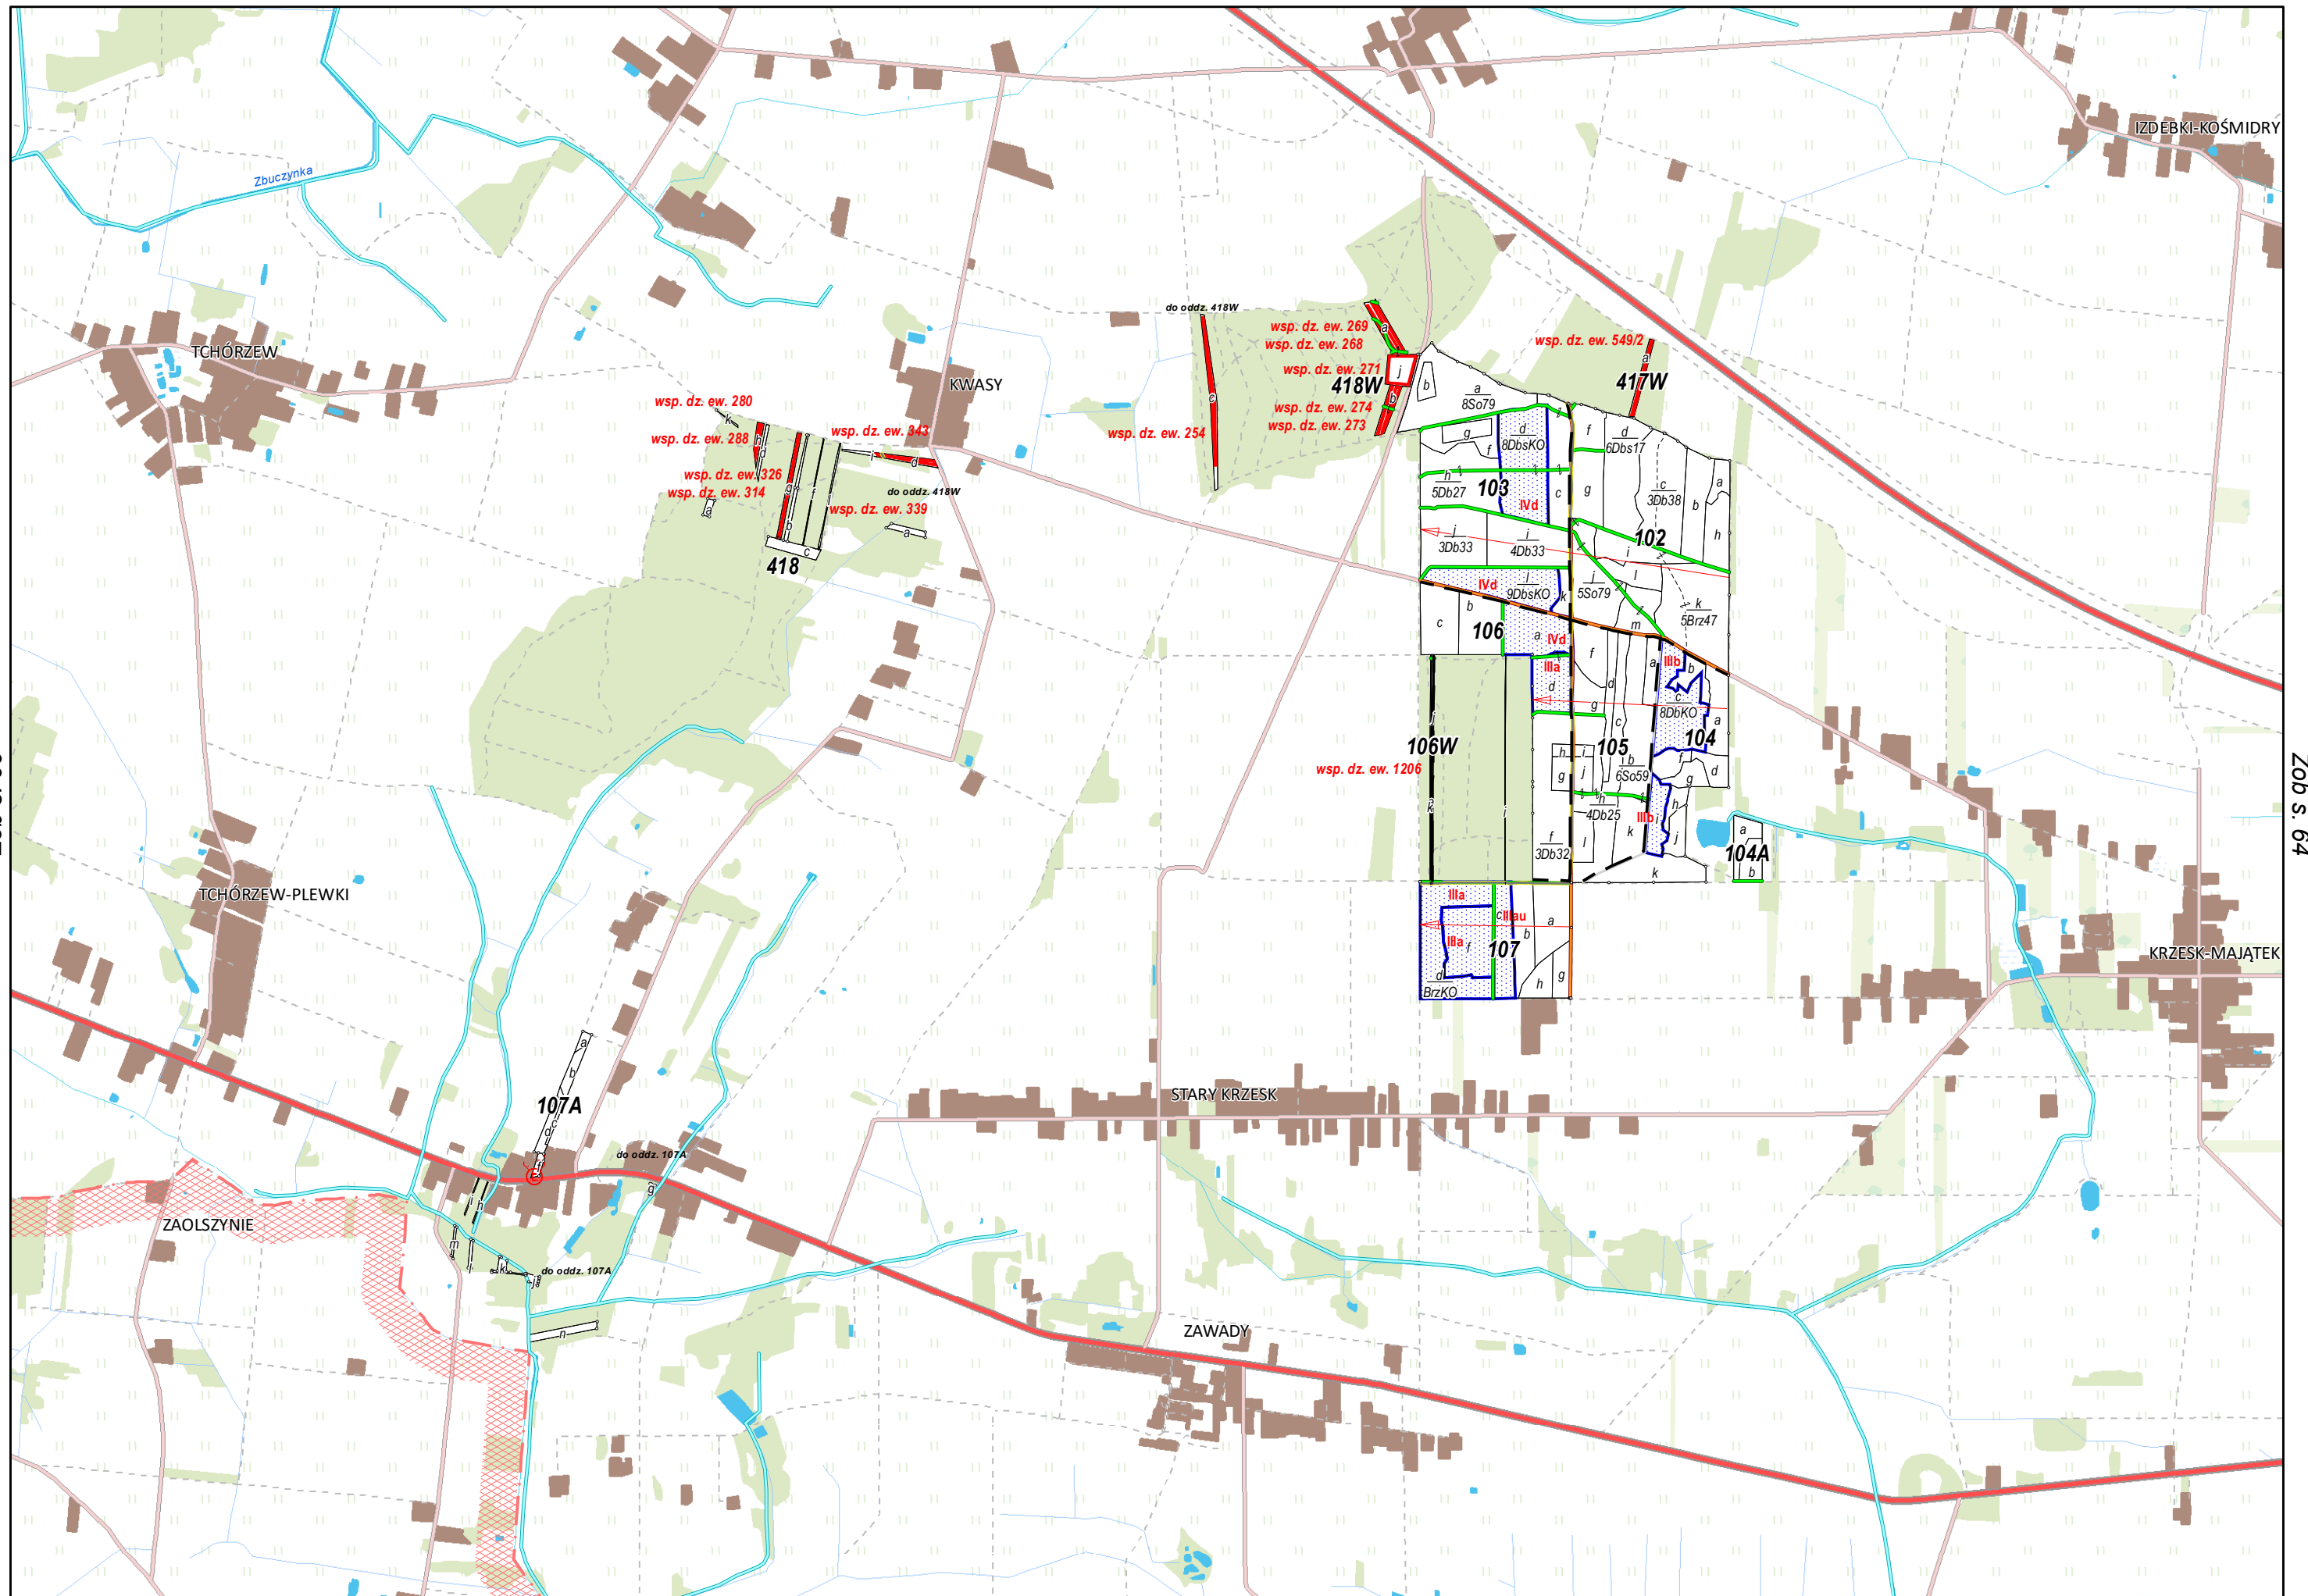 IZDEBKI-KOŚMIDRY
Zbuczynka
TCHÓRZEW
KWASY
do oddz. 418W
wsp. dz. ew. 269
wsp. dz. ew. 268
wsp. dz. ew. 271
418W
wsp. dz. ew. 274
wsp. dz. ew. 273
wsp. dz. ew. 254
a
j
b
c
wsp. dz. ew. 549/2
a
417W
wsp. dz. ew. 280
wsp. dz. ew. 288
wsp. dz. ew. 326
wsp. dz. ew. 314
wsp. dz. ew. 343
do oddz. 418W
wsp. dz. ew. 339
k
h
d
g
f
b
c
i
d
a
418
b
a
8So79
g
f
d
8DbsKO
h
5Db27
103
c
IVd
j
3Db33
i
4Db33
IVd
l
9DbsKO
k
f
d
6Dbs17
g
c
3Db38
b
a
h
102
i
l
j
5So79
k
5Brz47
m
c
b
106
a
IVd
IIIa
d
f
d
g
c
a
IIIb
b
c
8DbKO
a
104
106W
wsp. dz. ew. 1206
j
k
i
h
i
g
j
105
b
6So59
h
4Db25
f
3Db32
l
k
IIIb
i
f
g
d
h
j
k
a
104A
b
Zob s. 64
IIIa
c
IIIau
a
b
IIIa
f
107
d
BrzKO
h
g
TCHÓRZEW-PLEWKI
KRZESK-MAJĄTEK
STARY KRZESK
a
b
107A
c
d
f
do oddz. 107A
g
i
h
m
l
k
j
do oddz. 107A
n
ZAOLSZYNIE
ZAWADY